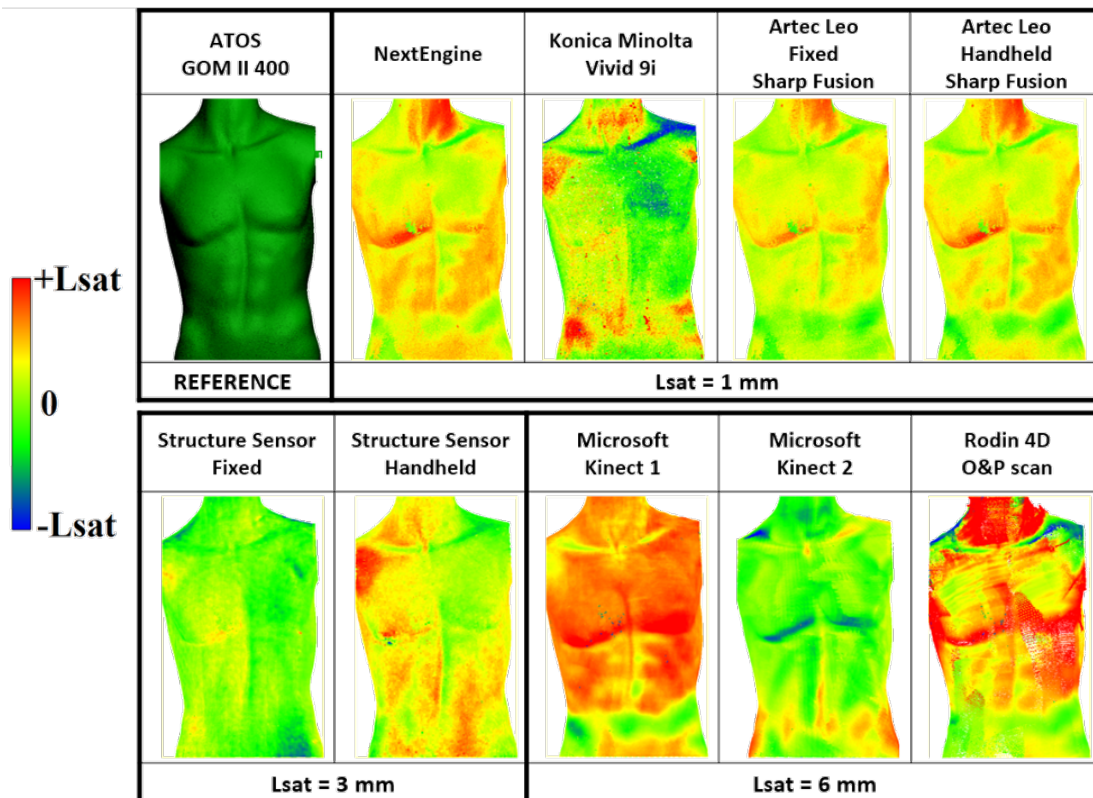 ATOS
GOM II 400
NextEngine
Konica Minolta
Vivid 9i
Artec Leo
Fixed
Sharp Fusion
Artec Leo
Handheld
Sharp Fusion
+Lsat
0
-Lsat
REFERENCE
Lsat = 1 mm
Structure Sensor
Fixed
Structure Sensor
Handheld
Microsoft
Kinect 1
Microsoft
Kinect 2
Rodin 4D
O&P scan
Lsat = 3 mm
Lsat = 6 mm